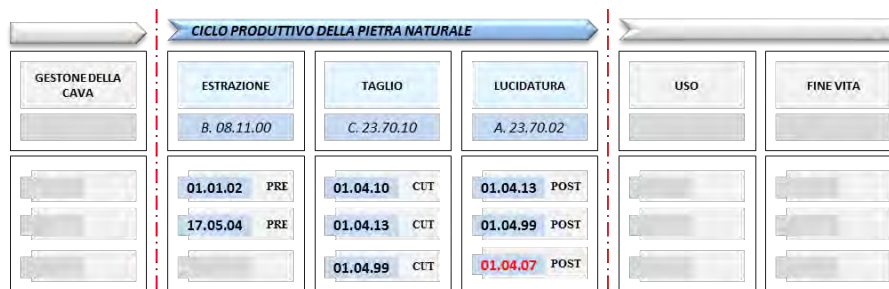 CICLO PRODUTTIVO DELLA PIETRA NATURALE
GESTONE DELLA
CAVA
ESTRAZIONE
TAGLIO
LUCIDATURA
USO
FINE VITA
B. 08.11.00
C. 23.70.10
A. 23.70.02
01.01.02 PRE
01.04.10 CUT
01.04.13 POST
17.05.04 PRE
01.04.13 CUT
01.04.99 POST
01.04.99 CUT
01.04.07 POST